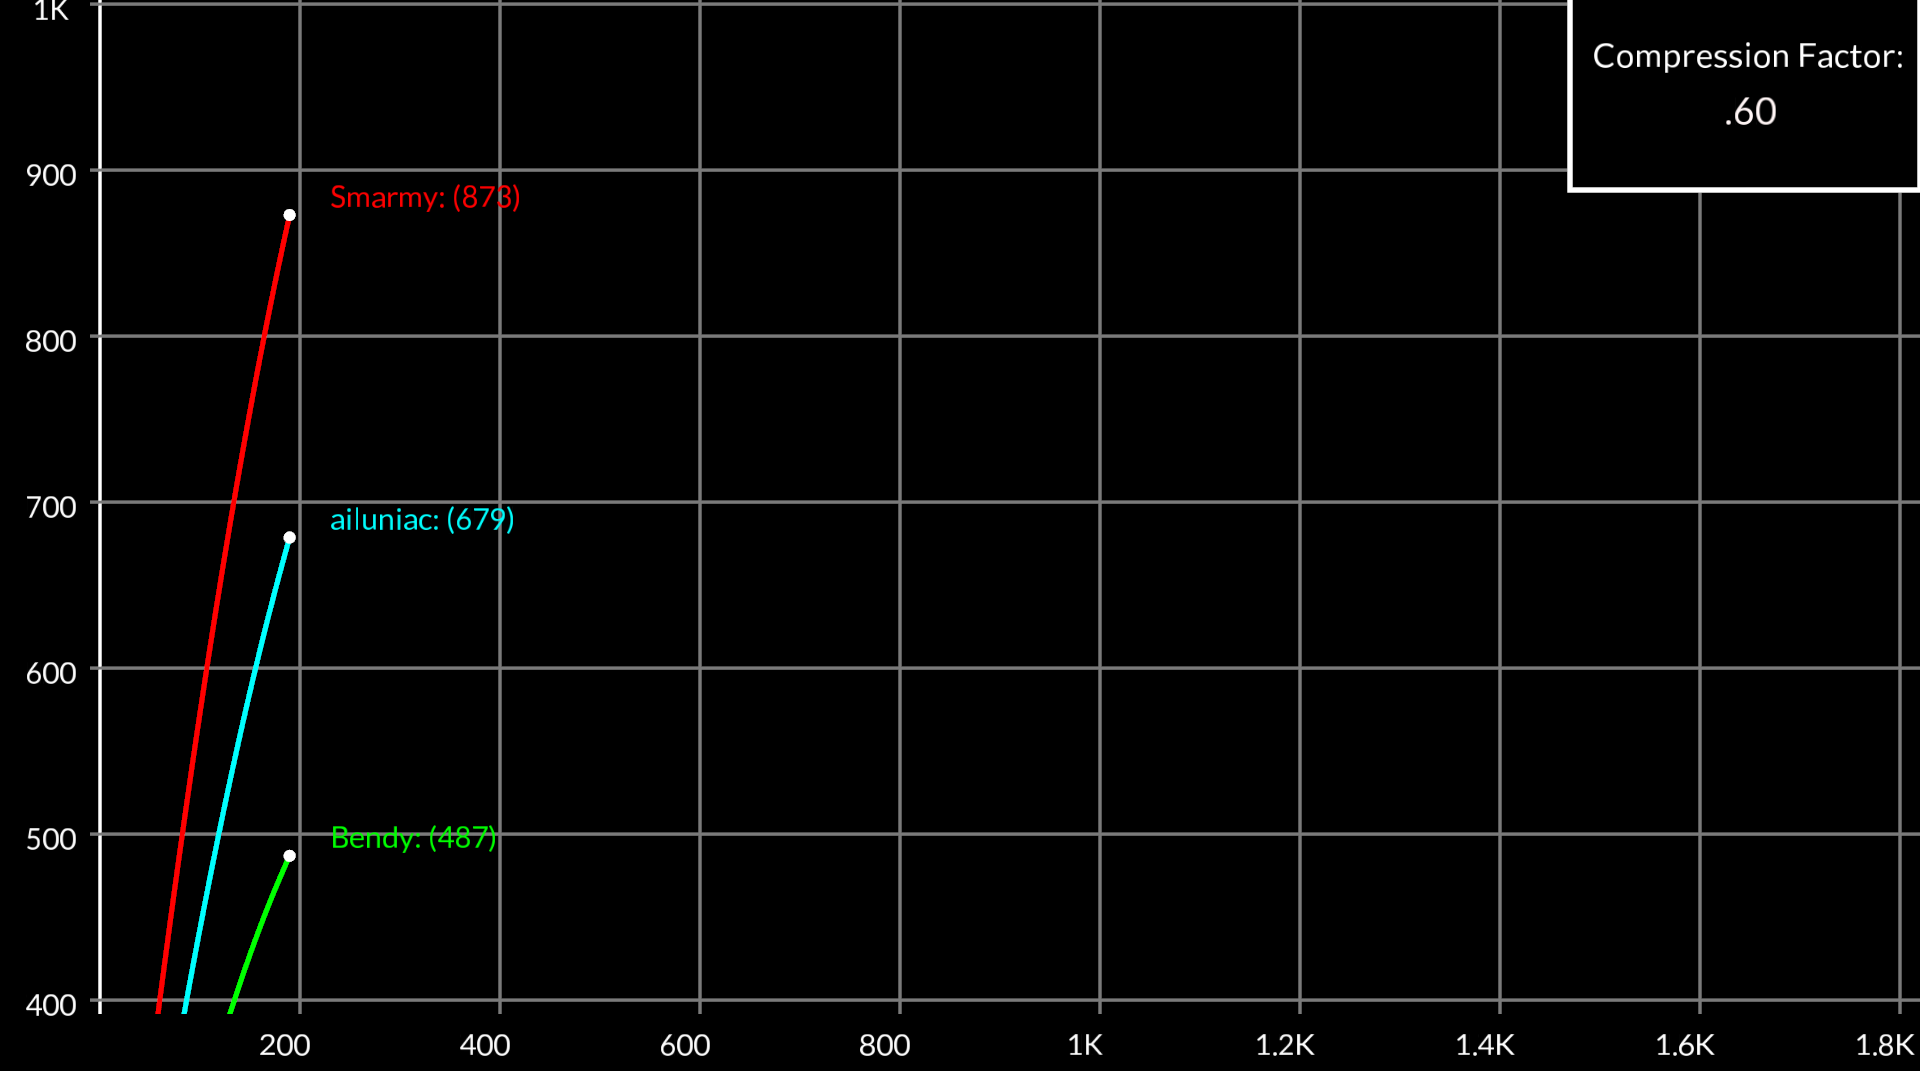 1K
Compression Factor:
.60
900
Smarmy: (873)
800
700
ailuniac: (679)
600
500
Bendy: (487)
400
200 400 600 800 1K 1.2K 1.4K 1.6K 1.8K